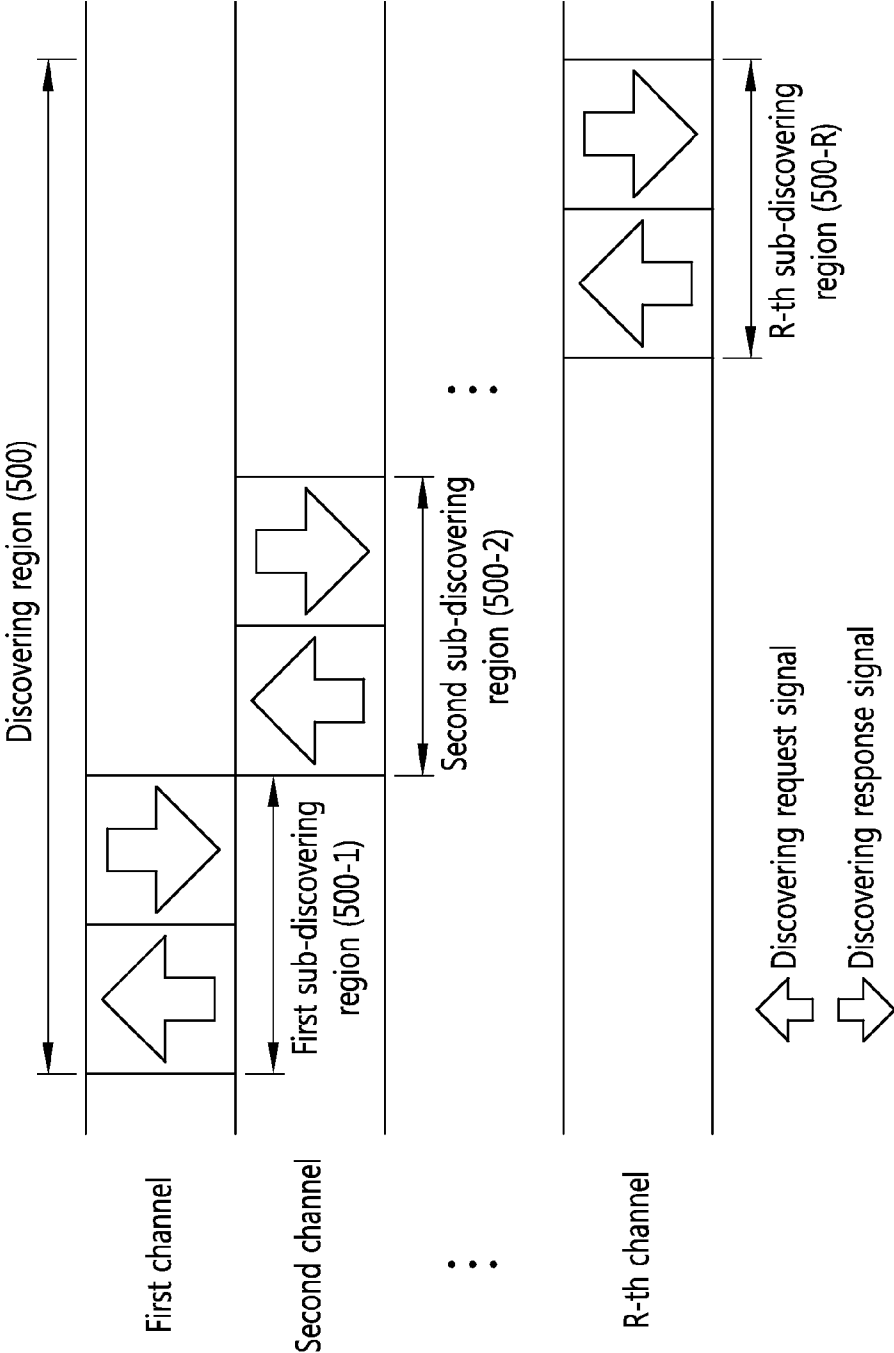 Discovering region (500)
First channel
Second channel
R-th channel
First sub-discovering
region (500-1)
Second sub-discovering
region (500-2)
R-th sub-discovering
region (500-R)
Discovering request signal
Discovering response signal